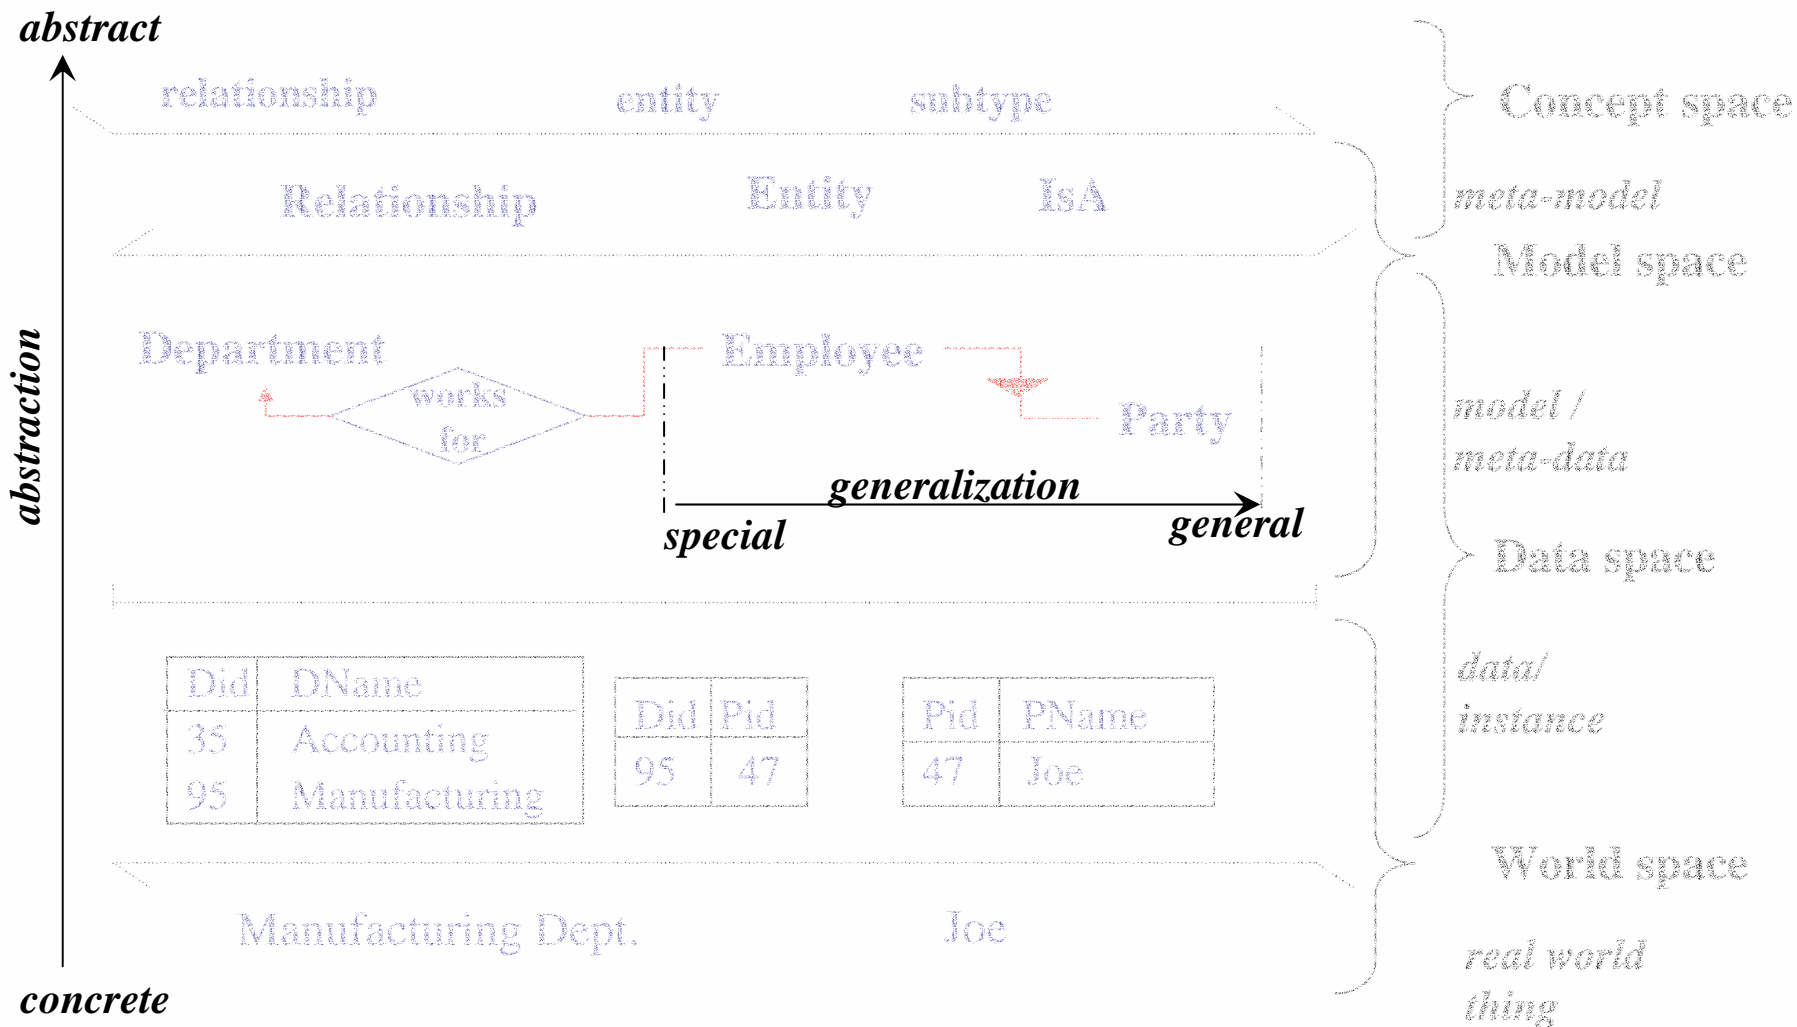 abstract
relationship entity subtype
Concept space
Relationship Entity IsA
meta-model
Model space
abstraction
Department Employee
works
for
Party
model /
meta-data
generalization
special general
Data space
Did DName
35 Accounting
95 Manufacturing
Did Pid
95 47
Pid PName
47 Joe
data/
instance
World space
Manufacturing Dept. Joe
real world
thing
concrete